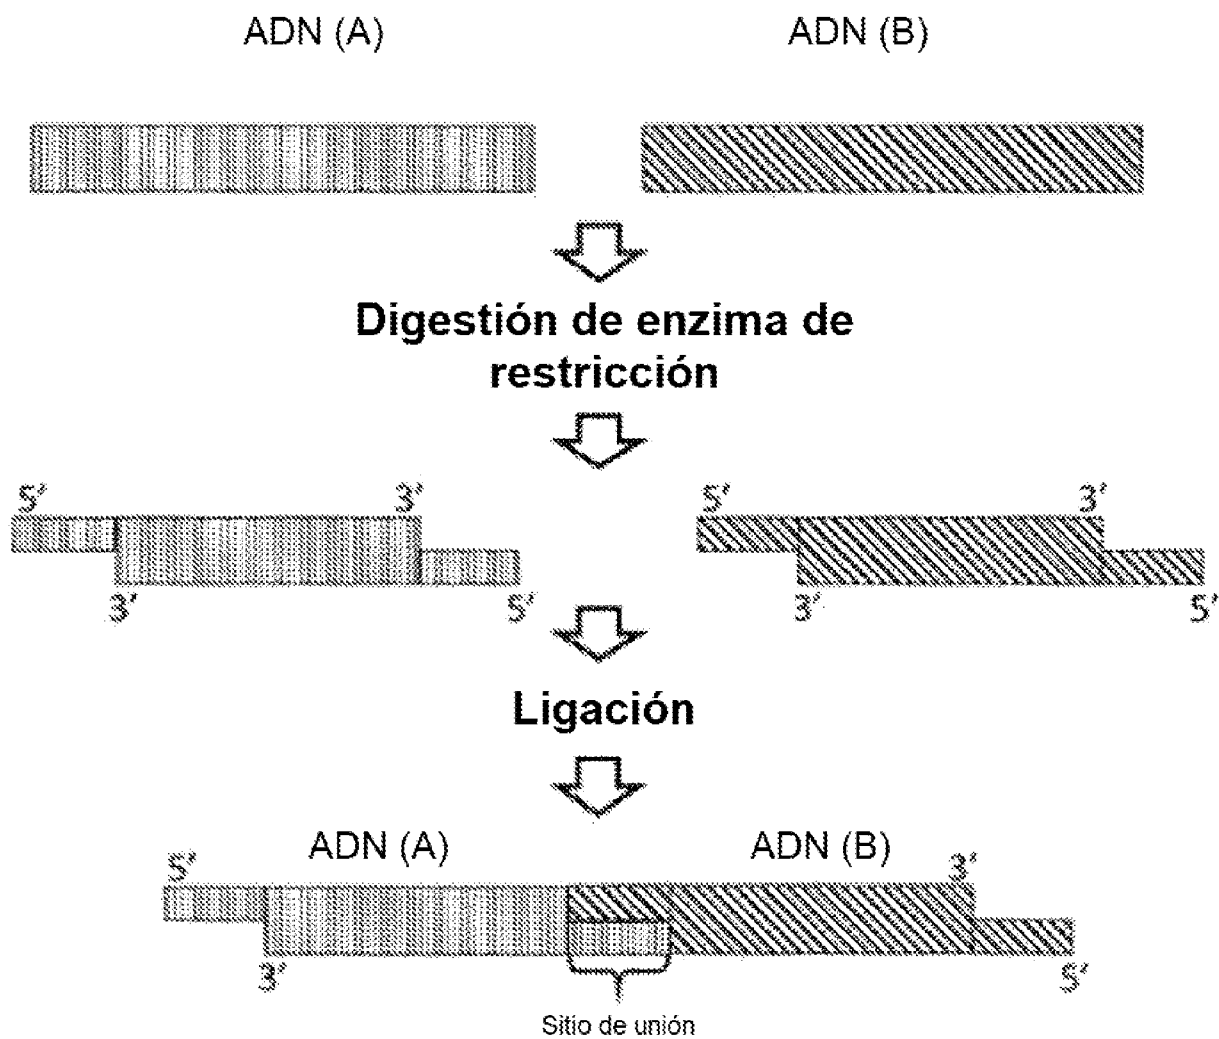 ADN (A) ADN (B)
Digestión de enzima de
restricción
5' 3' 5' 3'
3' 5' 3' 5'
Ligación
ADN (A) ADN (B)
5' 3'
3' 5'
Sitio de unión